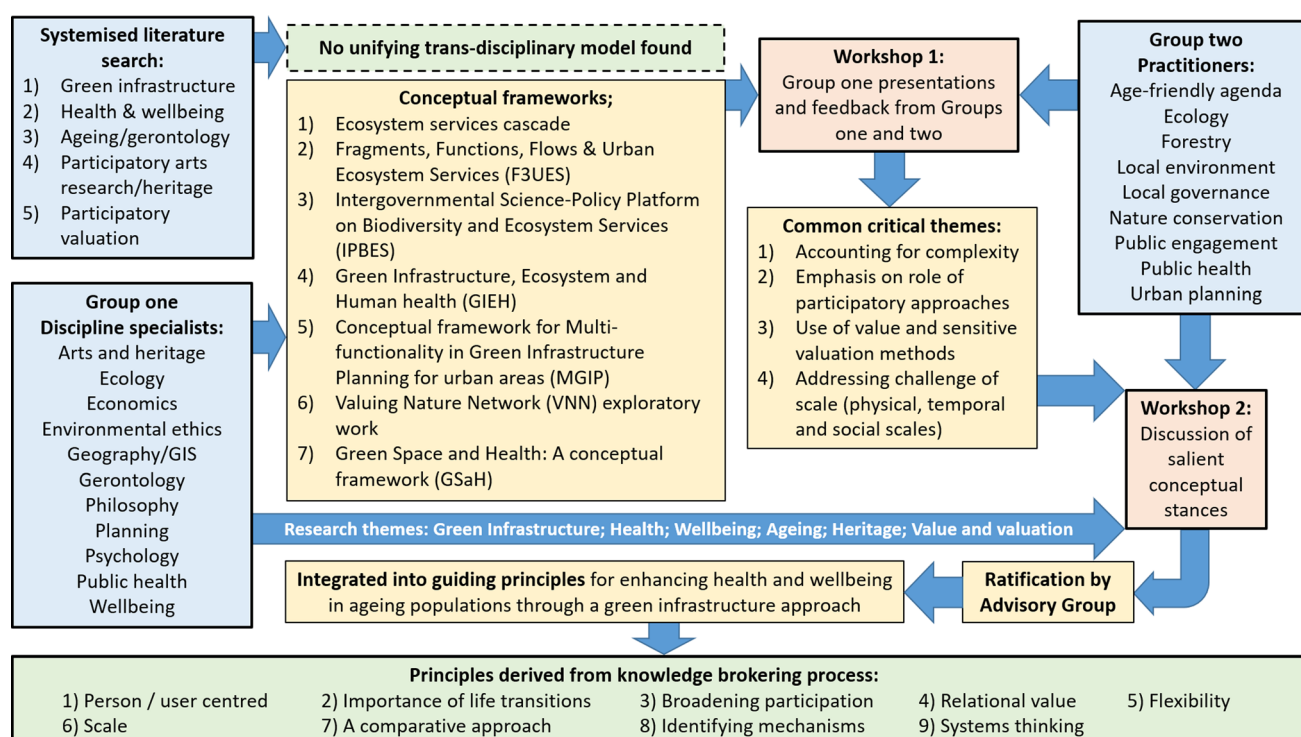 Systemised literature
search:
1) Green infrastructure
2) Health & wellbeing
3) Ageing/gerontology
4) Participatory arts
research/heritage
5) Participatory
valuation
No unifying trans-disciplinary model found
Conceptual frameworks;
1) Ecosystem services cascade
2) Fragments, Functions, Flows & Urban
Ecosystem Services (F3UES)
3) Intergovernmental Science-Policy Platform
on Biodiversity and Ecosystem Services
(IPBES)
4) Green Infrastructure, Ecosystem and
Human health (GIEH)
5) Conceptual framework for Multi-
functionality in Green Infrastructure
Planning for urban areas (MGIP)
6) Valuing Nature Network (VNN) exploratory
work
7) Green Space and Health: A conceptual
framework (GSaH)
Workshop 1:
Group one presentations
and feedback from Groups
one and two
Group two
Practitioners:
Age-friendly agenda
Ecology
Forestry
Local environment
Local governance
Nature conservation
Public engagement
Public health
Urban planning
Group one
Discipline specialists:
Arts and heritage
Ecology
Economics
Environmental ethics
Geography/GIS
Gerontology
Philosophy
Planning
Psychology
Public health
Wellbeing
Common critical themes:
1) Accounting for complexity
2) Emphasis on role of
participatory approaches
3) Use of value and sensitive
valuation methods
4) Addressing challenge of
scale (physical, temporal
and social scales)
Workshop 2:
Discussion of
salient
conceptual
stances
Research themes: Green Infrastructure; Health; Wellbeing; Ageing; Heritage; Value and valuation
Integrated into guiding principles for enhancing health and wellbeing
in ageing populations through a green infrastructure approach
Ratification by
Advisory Group
Principles derived from knowledge brokering process:
1) Person / user centred 2) Importance of life transitions 3) Broadening participation 4) Relational value 5) Flexibility
6) Scale 7) A comparative approach 8) Identifying mechanisms 9) Systems thinking